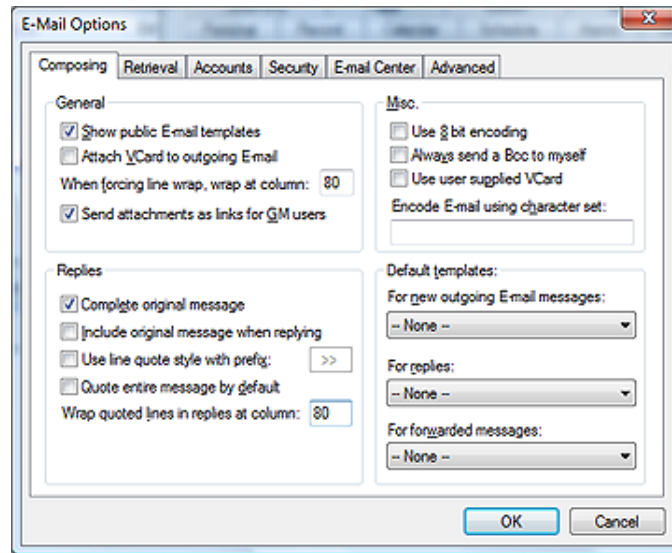 E-Mail Options
Composing Retrieval Accounts Security E-mail Center Advanced
General
Show public E-mail templates
Attach VCard to outgoing E-mail
When forcing line wrap, wrap at column: 80
Send attachments as links for GM users
Misc.
Use 8 bit encoding
Always send a Bcc to myself
Use user supplied VCard
Encode E-mail using character set:
Replies
Complete original message
Include original message when replying
Use line quote style with prefix: >>
Quote entire message by default
Wrap quoted lines in replies at column: 80
Default templates:
For new outgoing E-mail messages:
-- None --
For replies:
-- None --
For forwarded messages:
-- None --
OK Cancel